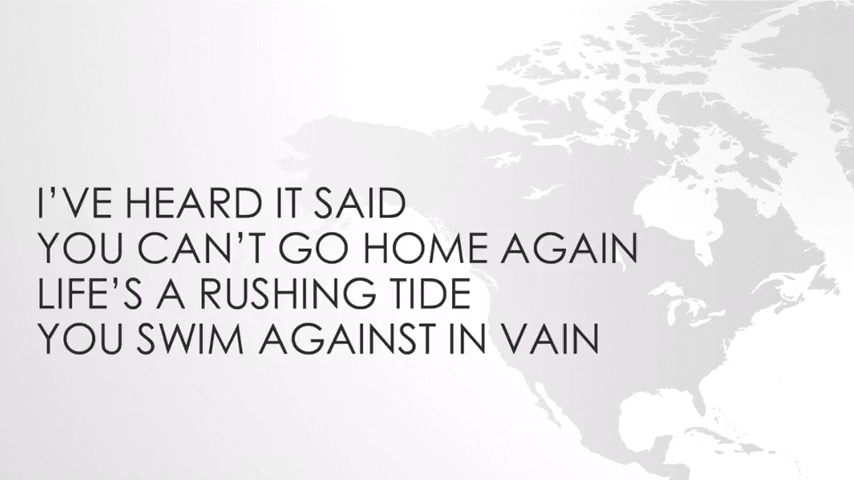 I’VE HEARD IT SAID
YOU CAN’T GO HOME AGAIN
LIFE’S A RUSHING TIDE
YOU SWIM AGAINST IN VAIN